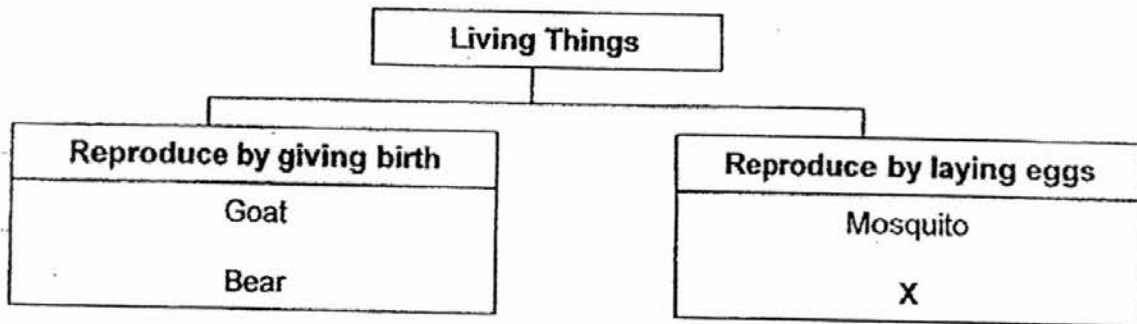 Living Things
Reproduce by giving birth
Goat
Bear
Reproduce by laying eggs
Mosquito
X